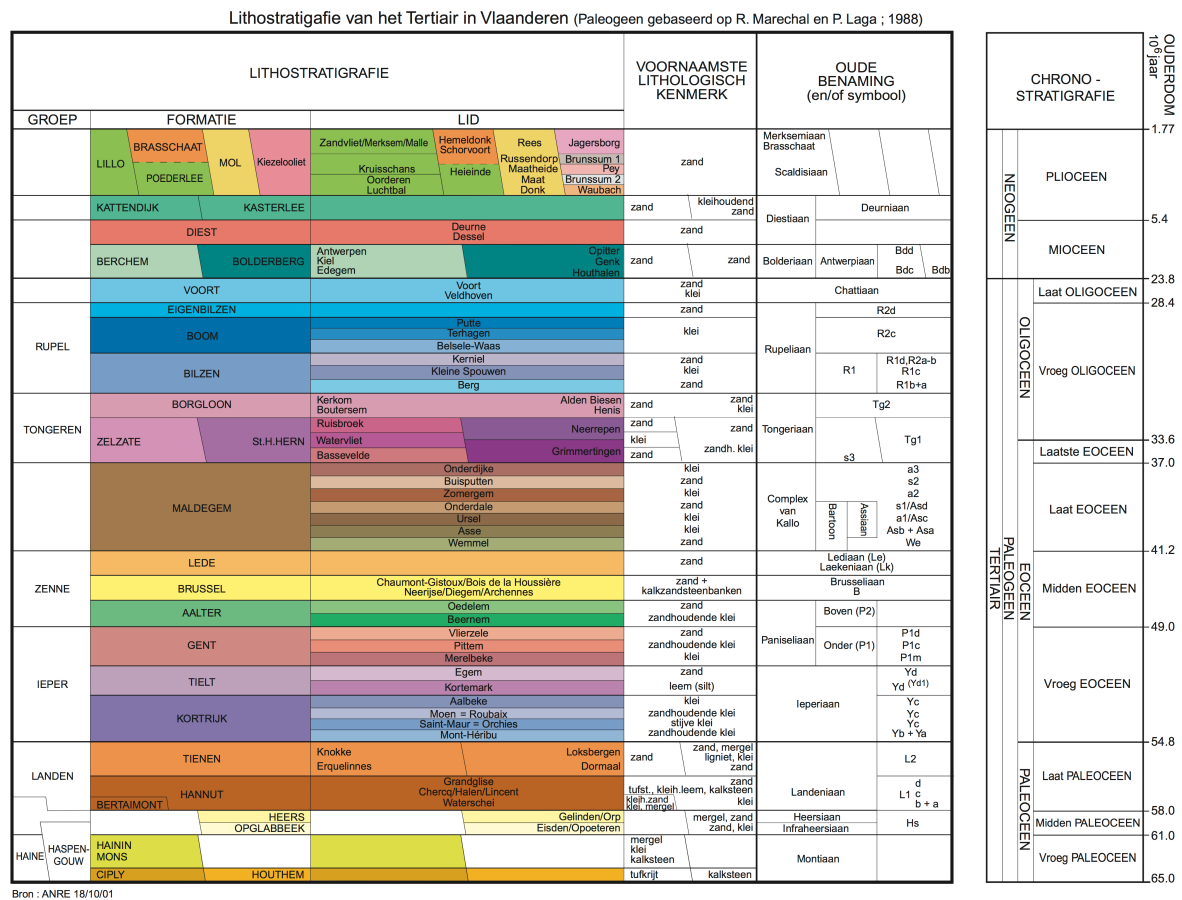 Lithostratigafie van het Tertiair in Vlaanderen (Paleogeen gebaseerd op R. Marechal en P. Laga ; 1988)
LITHOSTRATIGRAFIE
VOORNAAMSTE
LITHOLOGISCH
KENMERK
OUDE
BENAMING
(en/of symbool)
CHRONO -
STRATIGRAFIE
OUDERDOM
10⁶ jaar
GROEP
FORMATIE
LID
LILLO
BRASSCHAAT
POEDERLEE
MOL
Kiezelooliet
Zandvliet/Merksem/Malle
Kruisschans
Oorderen
Luchtbal
Hemeldonk
Schorvoort
Heieinde
Rees
Russendorp
Maatheide
Maat
Donk
Jagersborg
Brunssum 1
Pey
Brunssum 2
Waubach
zand
Merksemiaan
Brasschaat
Scaldisiaan
KATTENDIJK
KASTERLEE
zand
kleihoudend
zand
Diestiaan
Deurniaan
DIEST
Deurne
Dessel
zand
BERCHEM
BOLDERBERG
Antwerpen
Kiel
Edegem
Opitter
Genk
Houthalen
zand
zand
Bolderiaan
Antwerpiaan
Bdd
Bdc
Bdb
VOORT
Voort
Veldhoven
zand
klei
Chattiaan
RUPEL
EIGENBILZEN
zand
Rupeliaan
R2d
BOOM
Putte
Terhagen
Belsele-Waas
klei
R2c
BILZEN
Kerniel
Kleine Spouwen
Berg
zand
klei
zand
R1
R1d,R2a-b
R1c
R1b+a
TONGEREN
BORGLOON
Kerkom
Boutersem
Alden Biesen
Henis
zand
zand
klei
Tongeriaan
Tg2
ZELZATE
St.H.HERN
Ruisbroek
Watervliet
Bassevelde
Neerrepen
Grimmertingen
zand
klei
zand
zand
zandh. klei
s3
Tg1
MALDEGEM
Onderdijke
Buisputten
Zomergem
Onderdale
Ursel
Asse
Wemmel
klei
zand
klei
zand
klei
klei
zand
Complex
van
Kallo
Bartoon
Assiaan
a3
s2
a2
s1/Asd
a1/Asc
Asb + Asa
We
ZENNE
LEDE
zand
Lediaan (Le)
Laekeniaan (Lk)
BRUSSEL
Chaumont-Gistoux/Bois de la Houssière
Neerijse/Diegem/Archennes
zand +
kalkzandsteenbanken
Brusseliaan
B
AALTER
Oedelem
Beernem
zand
zandhoudende klei
Paniseliaan
Boven (P2)
IEPER
GENT
Vlierzele
Pittem
Merelbeke
zand
zandhoudende klei
klei
Onder (P1)
P1d
P1c
P1m
TIELT
Egem
Kortemark
zand
leem (silt)
Ieperiaan
Yd
Yd (Yd1)
KORTRIJK
Aalbeke
Moen = Roubaix
Saint-Maur = Orchies
Mont-Héribu
klei
zandhoudende klei
stijve klei
zandhoudende klei
Yc
Yc
Yc
Yb + Ya
LANDEN
TIENEN
Knokke
Erquelinnes
Loksbergen
Dormaal
zand
zand, mergel
ligniet, klei
zand
Landeniaan
L2
HANNUT
BERTAIMONT
Grandglise
Chercq/Halen/Lincent
Waterschei
zand
tufst., kleih.leem, kalksteen
kleih.zand
klei, mergel
klei
L1
d
c
b + a
HAINE
HASPEN-
GOUW
HEERS
OPGLABBEEK
Gelinden/Orp
Eisden/Opoeteren
mergel, zand
zand, klei
Heersiaan
Infraheersiaan
Hs
HAININ
MONS
mergel
klei
kalksteen
Montiaan
CIPLY
HOUTHEM
tufkrijt
kalksteen
TERTIAIR
NEOGEEN
PALEOGEEN
OLIGOCEEN
EOCEEN
PALEOCEEN
1.77
PLIOCEEN
5.4
MIOCEEN
23.8
Laat OLIGOCEEN
28.4
Vroeg OLIGOCEEN
33.6
Laatste EOCEEN
37.0
Laat EOCEEN
41.2
Midden EOCEEN
49.0
Vroeg EOCEEN
54.8
Laat PALEOCEEN
58.0
Midden PALEOCEEN
61.0
Vroeg PALEOCEEN
65.0
Bron : ANRE 18/10/01